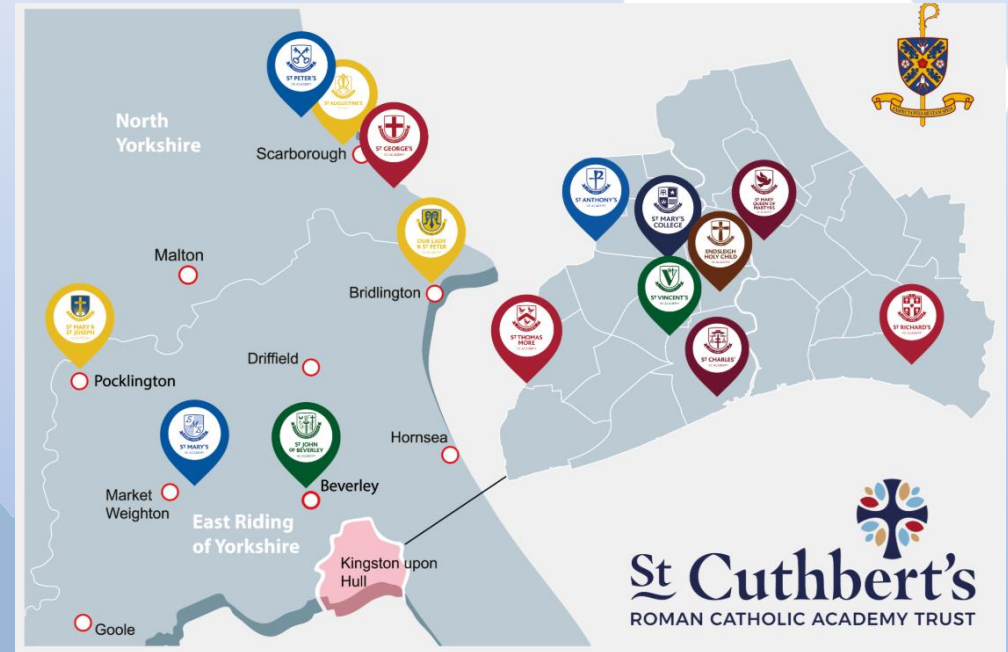 North
Yorkshire
ST PETER'S
ST AUGUSTINE'S
ST GEORGE'S
Scarborough
OUR LADY
& ST PETER
Malton
Bridlington
ST MARY &
ST JOSEPH
Pocklington
Driffield
ST MARY'S
ST JOHN
OF BEVERLEY
Hornsea
Market
Weighton
Beverley
East Riding
of Yorkshire
Kingston upon
Hull
Goole
ST ANTHONY'S
ST MARY'S
COLLEGE
ST MARY
QUEEN OF
MARTYRS
ENDSLEIGH
HOLY CHILD
ST VINCENT'S
ST THOMAS
MORE
ST CHARLES'
ST RICHARD'S
St Cuthbert's
ROMAN CATHOLIC ACADEMY TRUST